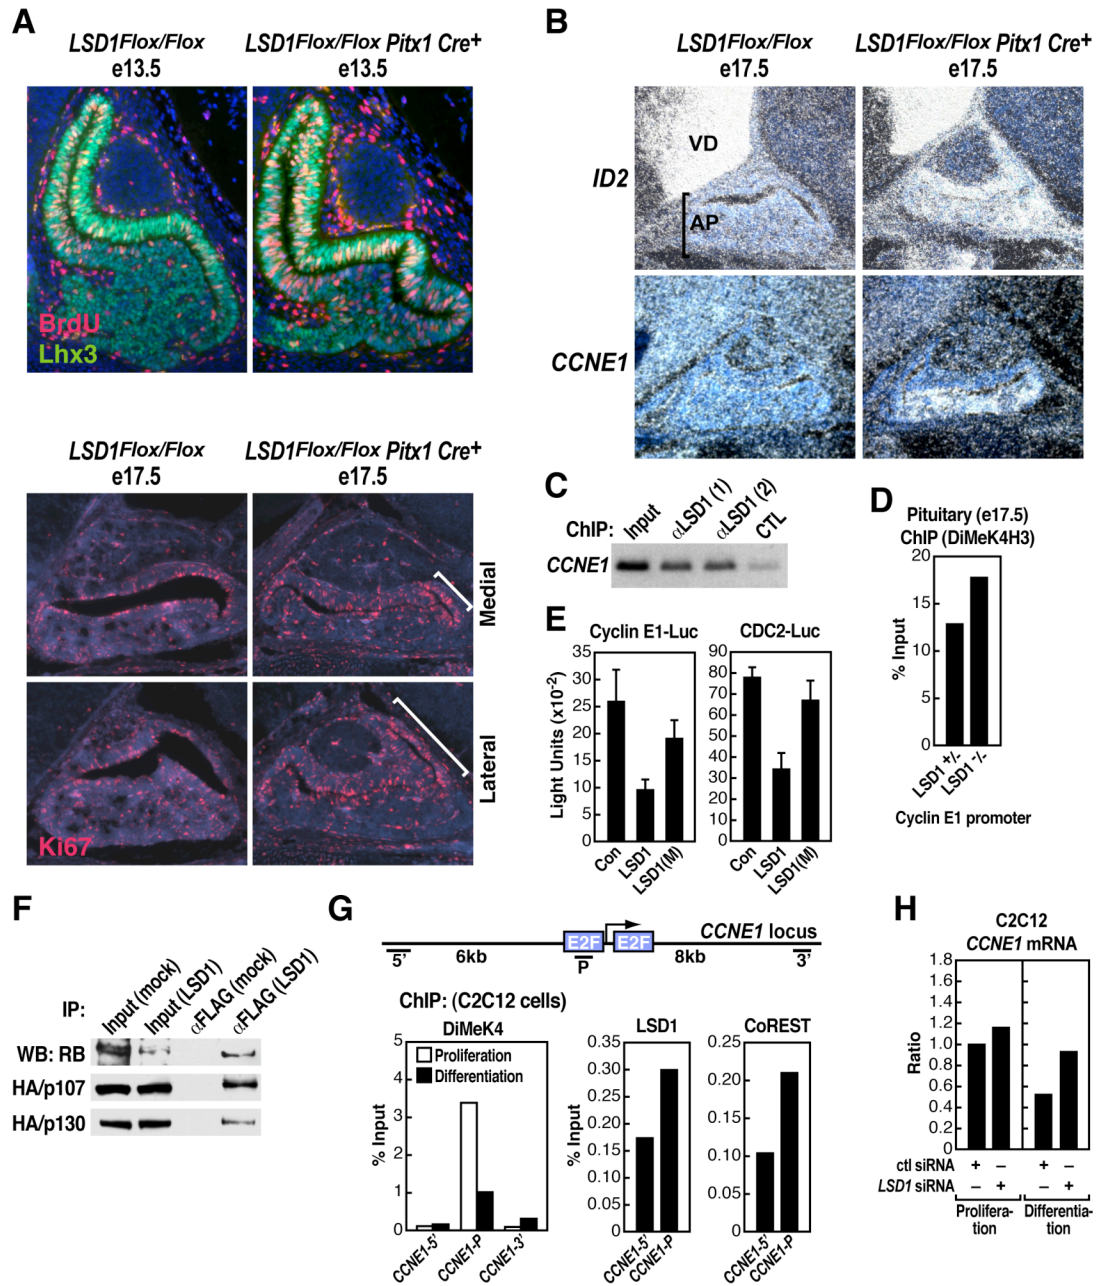 A
LSD1Flox/Flox
e13.5
LSD1Flox/Flox Pitx1 Cre+
e13.5
BrdU
Lhx3
LSD1Flox/Flox
e17.5
LSD1Flox/Flox Pitx1 Cre+
e17.5
Medial
Lateral
Ki67
B
LSD1Flox/Flox
e17.5
LSD1Flox/Flox Pitx1 Cre+
e17.5
ID2
VD
AP
CCNE1
C
ChIP:
Input
αLSD1 (1)
αLSD1 (2)
CTL
CCNE1
D
Pituitary (e17.5)
ChIP (DiMeK4H3)
% Input
20
15
10
5
0
LSD1 +/-
LSD1 -/-
Cyclin E1 promoter
E
Cyclin E1-Luc
Light Units (x10-2)
35
30
25
20
15
10
5
0
Con
LSD1
LSD1(M)
CDC2-Luc
90
80
70
60
50
40
30
20
10
0
Con
LSD1
LSD1(M)
F
IP:
Input (mock)
Input (LSD1)
αFLAG (mock)
αFLAG (LSD1)
WB: RB
HA/p107
HA/p130
G
CCNE1 locus
E2F
E2F
5'
6kb
P
8kb
3'
ChIP: (C2C12 cells)
DiMeK4
Proliferation
Differentiation
% Input
5
4
3
2
1
0
CCNE1-5'
CCNE1-P
CCNE1-3'
LSD1
% Input
0.35
0.30
0.25
0.20
0.15
0.10
0.05
0.00
CCNE1-5'
CCNE1-P
CoREST
0.25
0.20
0.15
0.10
0.05
0.00
CCNE1-5'
CCNE1-P
H
C2C12
CCNE1 mRNA
Ratio
1.8
1.6
1.4
1.2
1.0
0.8
0.6
0.4
0.2
0
ctl siRNA + – + –
LSD1 siRNA – + – +
Prolifera-
tion
Differentia-
tion